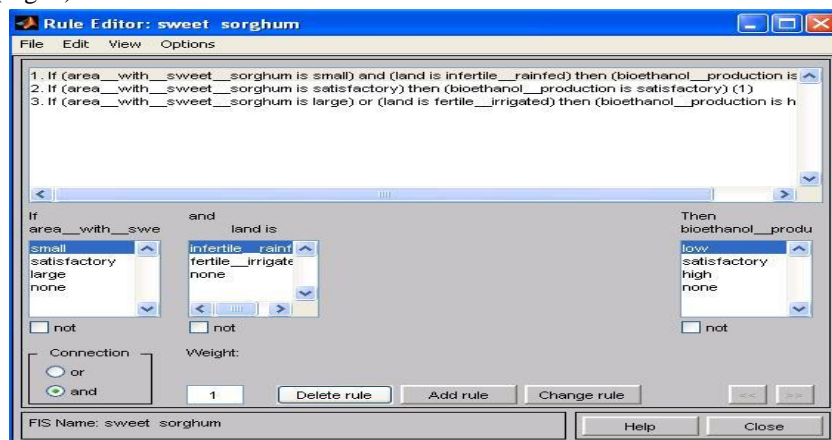 Rule Editor: sweet sorghum
File Edit View Options
1. If (area__with__sweet__sorghum is small) and (land is infertile__rainfed) then (bioethanol__production is
2. If (area__with__sweet__sorghum is satisfactory) then (bioethanol__production is satisfactory) (1)
3. If (area__with__sweet__sorghum is large) or (land is fertile__irrigated) then (bioethanol__production is h
If and Then
area__with__swe land is bioethanol__produ
small infertile__rainf low
satisfactory fertile__irrigate satisfactory
large none high
none none
not not not
Connection Weight:
or
and 1 Delete rule Add rule Change rule << >>
FIS Name: sweet sorghum Help Close